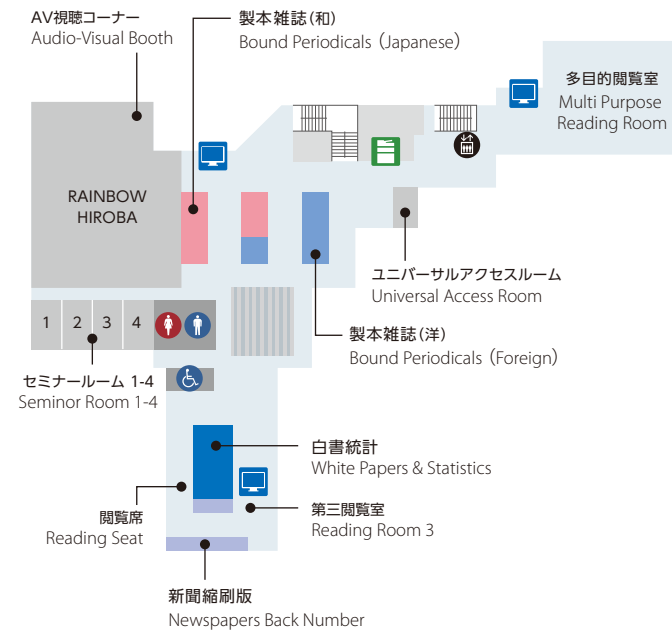 AV視聴コーナー
Audio-Visual Booth
製本雑誌(和)
Bound Periodicals (Japanese)
多目的閲覧室
Multi Purpose
Reading Room
RAINBOW
HIROBA
ユニバーサルアクセスルーム
Universal Access Room
1 2 3 4
製本雑誌(洋)
Bound Periodicals (Foreign)
セミナールーム 1-4
Seminor Room 1-4
白書統計
White Papers & Statistics
閲覧席
Reading Seat
第三閲覧室
Reading Room 3
新聞縮刷版
Newspapers Back Number